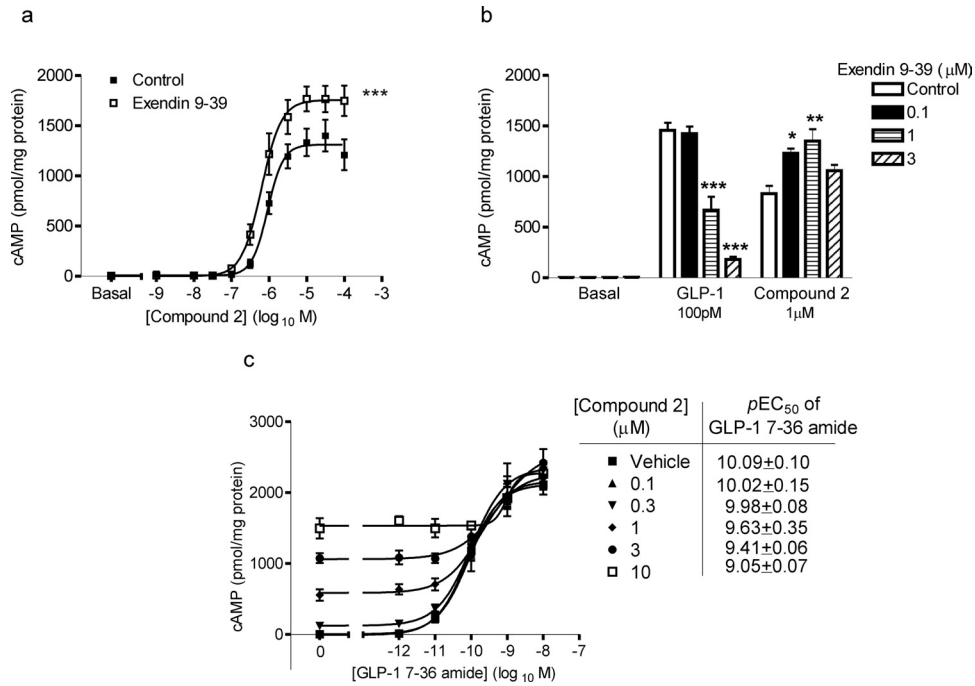 a
2000
1500
1000
500
0
cAMP (pmol/mg protein)
Control
Exendin 9-39
***
Basal -9 -8 -7 -6 -5 -4 -3
[Compound 2] (log10 M)
b
2000
1500
1000
500
0
cAMP (pmol/mg protein)
*** *** * **
Basal GLP-1 Compound 2
100pM 1μM
Exendin 9-39 (μM)
Control
0.1
1
3
c
3000
2000
1000
0
cAMP (pmol/mg protein)
0 -12 -11 -10 -9 -8 -7
[GLP-1 7-36 amide] (log10 M)
[Compound 2] pEC50 of
(μM) GLP-1 7-36 amide
Vehicle 10.09±0.10
0.1 10.02±0.15
0.3 9.98±0.08
1 9.63±0.35
3 9.41±0.06
10 9.05±0.07